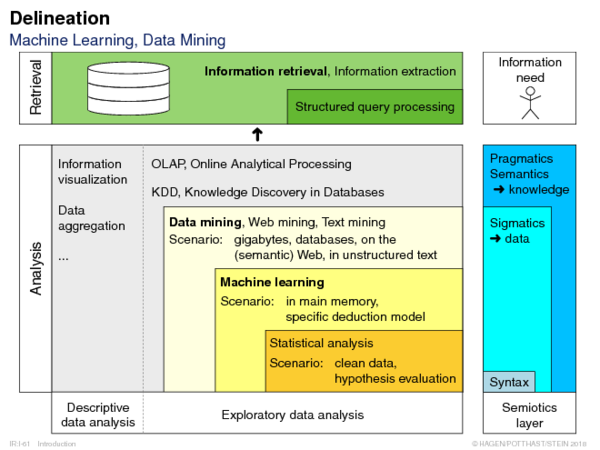 Delineation
Machine Learning, Data Mining
Retrieval
Information retrieval, Information extraction
Structured query processing
Information
need
Analysis
Information
visualization
Data
aggregation
...
OLAP, Online Analytical Processing
KDD, Knowledge Discovery in Databases
Data mining, Web mining, Text mining
Scenario: gigabytes, databases, on the
(semantic) Web, in unstructured text
Machine learning
Scenario: in main memory,
specific deduction model
Statistical analysis
Scenario: clean data,
hypothesis evaluation
Pragmatics
Semantics
➜ knowledge
Sigmatics
➜ data
Syntax
Descriptive
data analysis
Exploratory data analysis
Semiotics
layer
IR:I-61 Introduction
© HAGEN/POTTHAST/STEIN 2018